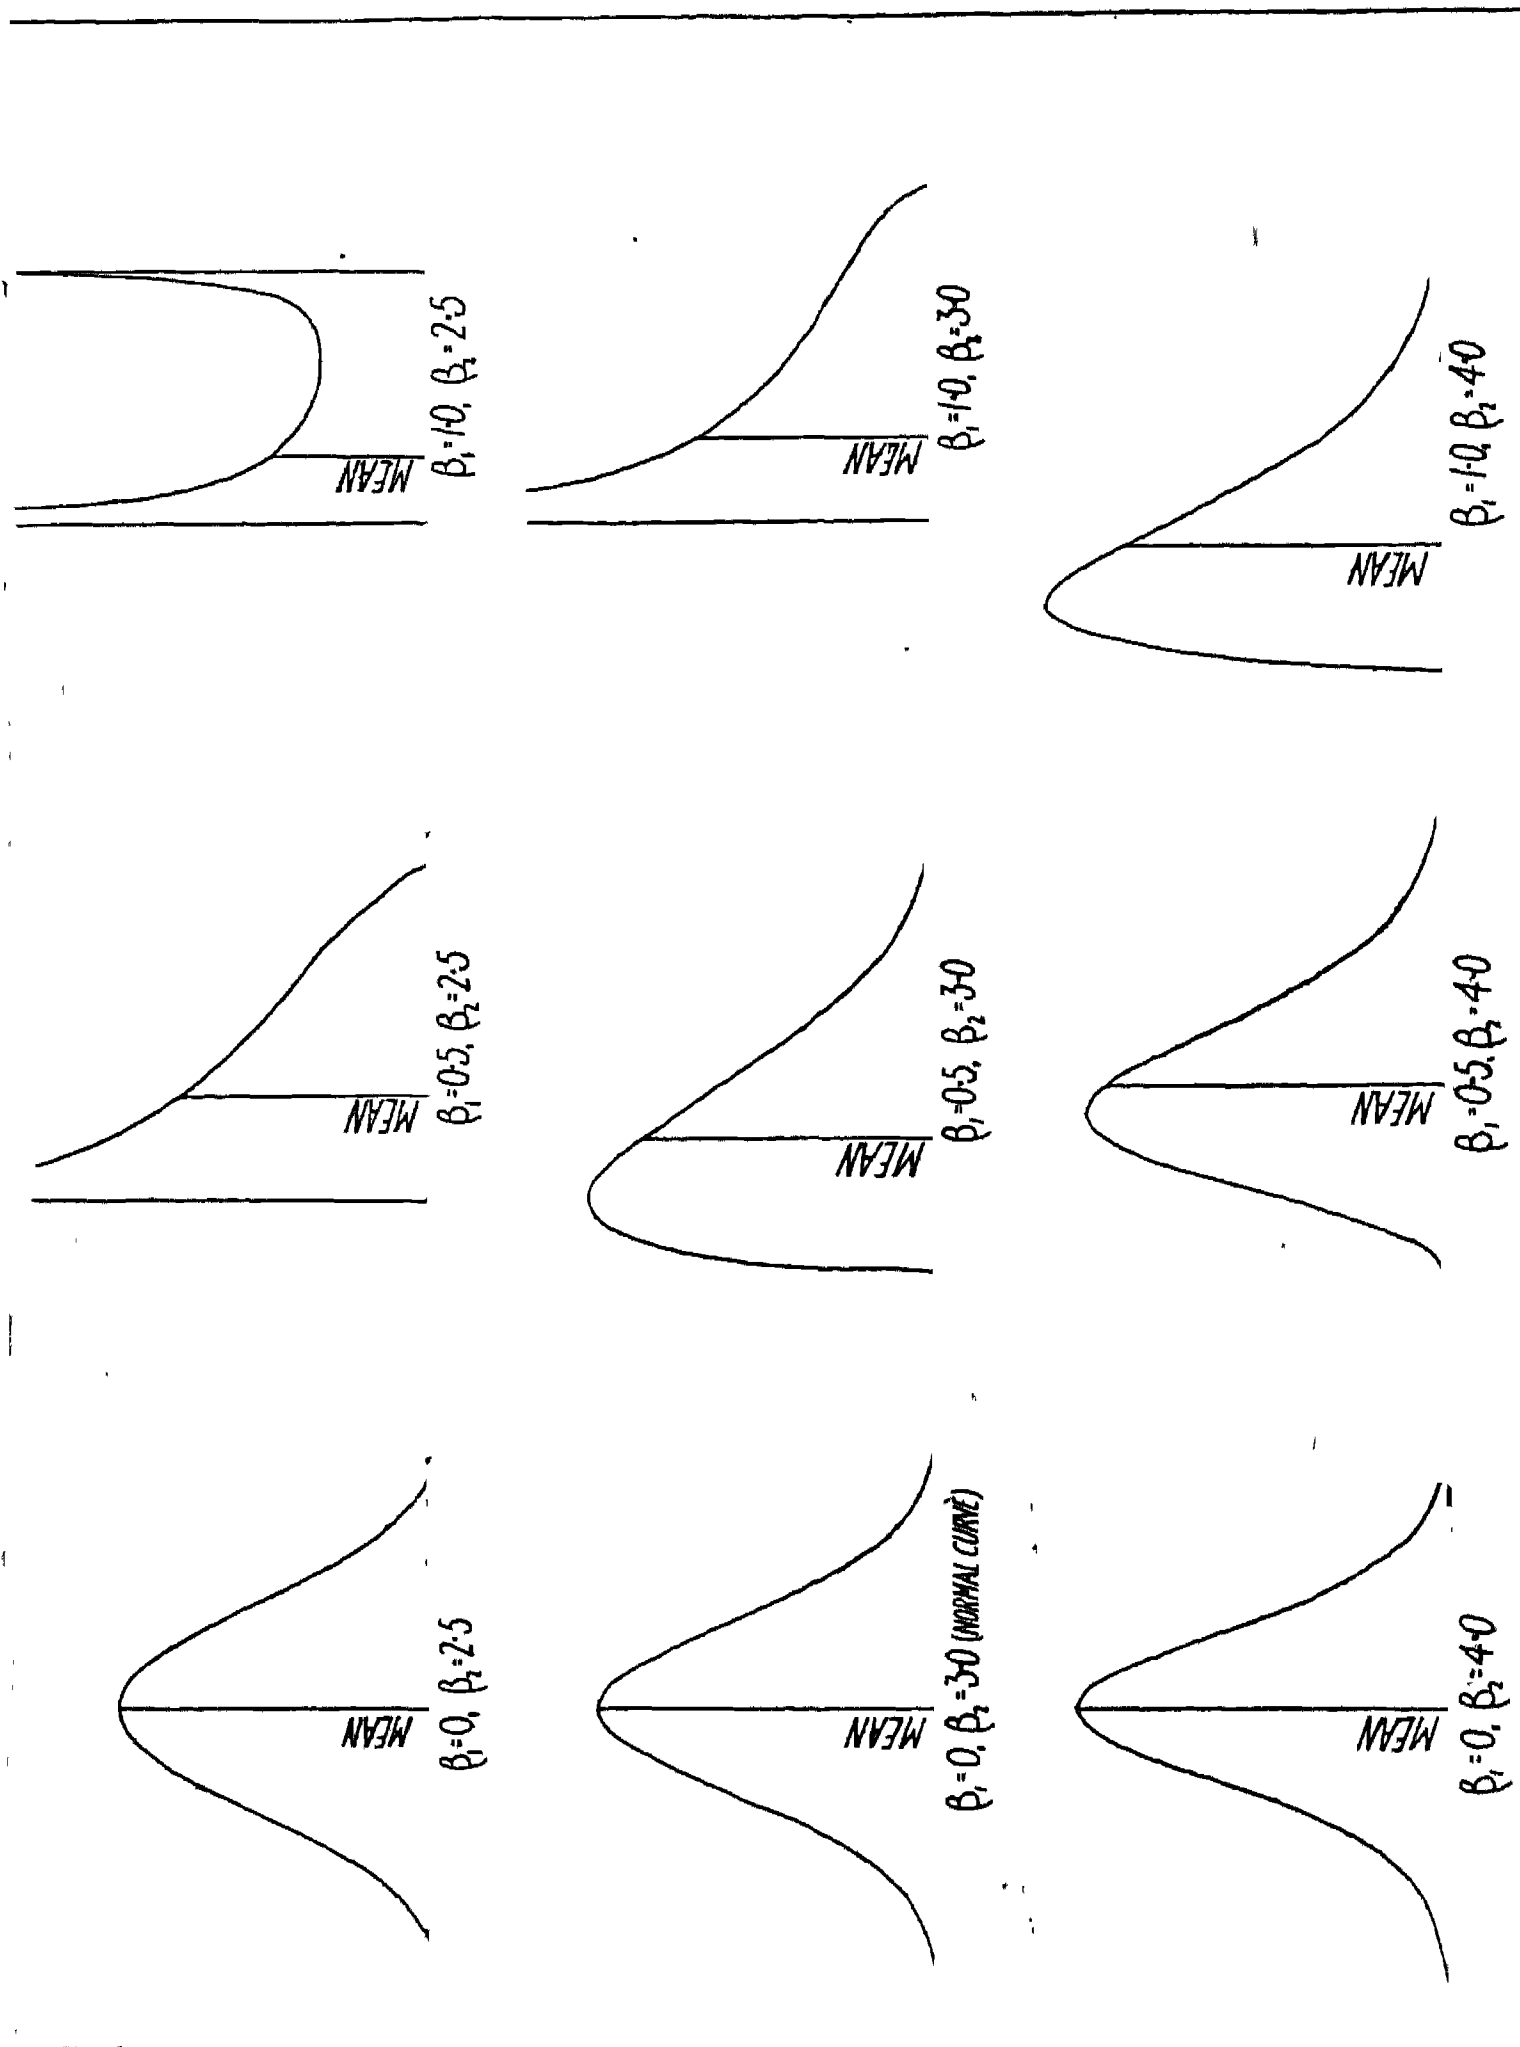 MEAN
β₁=0, β₂=2·5
MEAN
β₁=0·5, β₂=2·5
MEAN
β₁=1·0, β₂=2·5
MEAN
β₁=0, β₂=3·0 (NORMAL CURVE)
MEAN
β₁=0·5, β₂=3·0
MEAN
β₁=1·0, β₂=3·0
MEAN
β₁=0, β₂=4·0
MEAN
β₁=0·5, β₂=4·0
MEAN
β₁=1·0, β₂=4·0